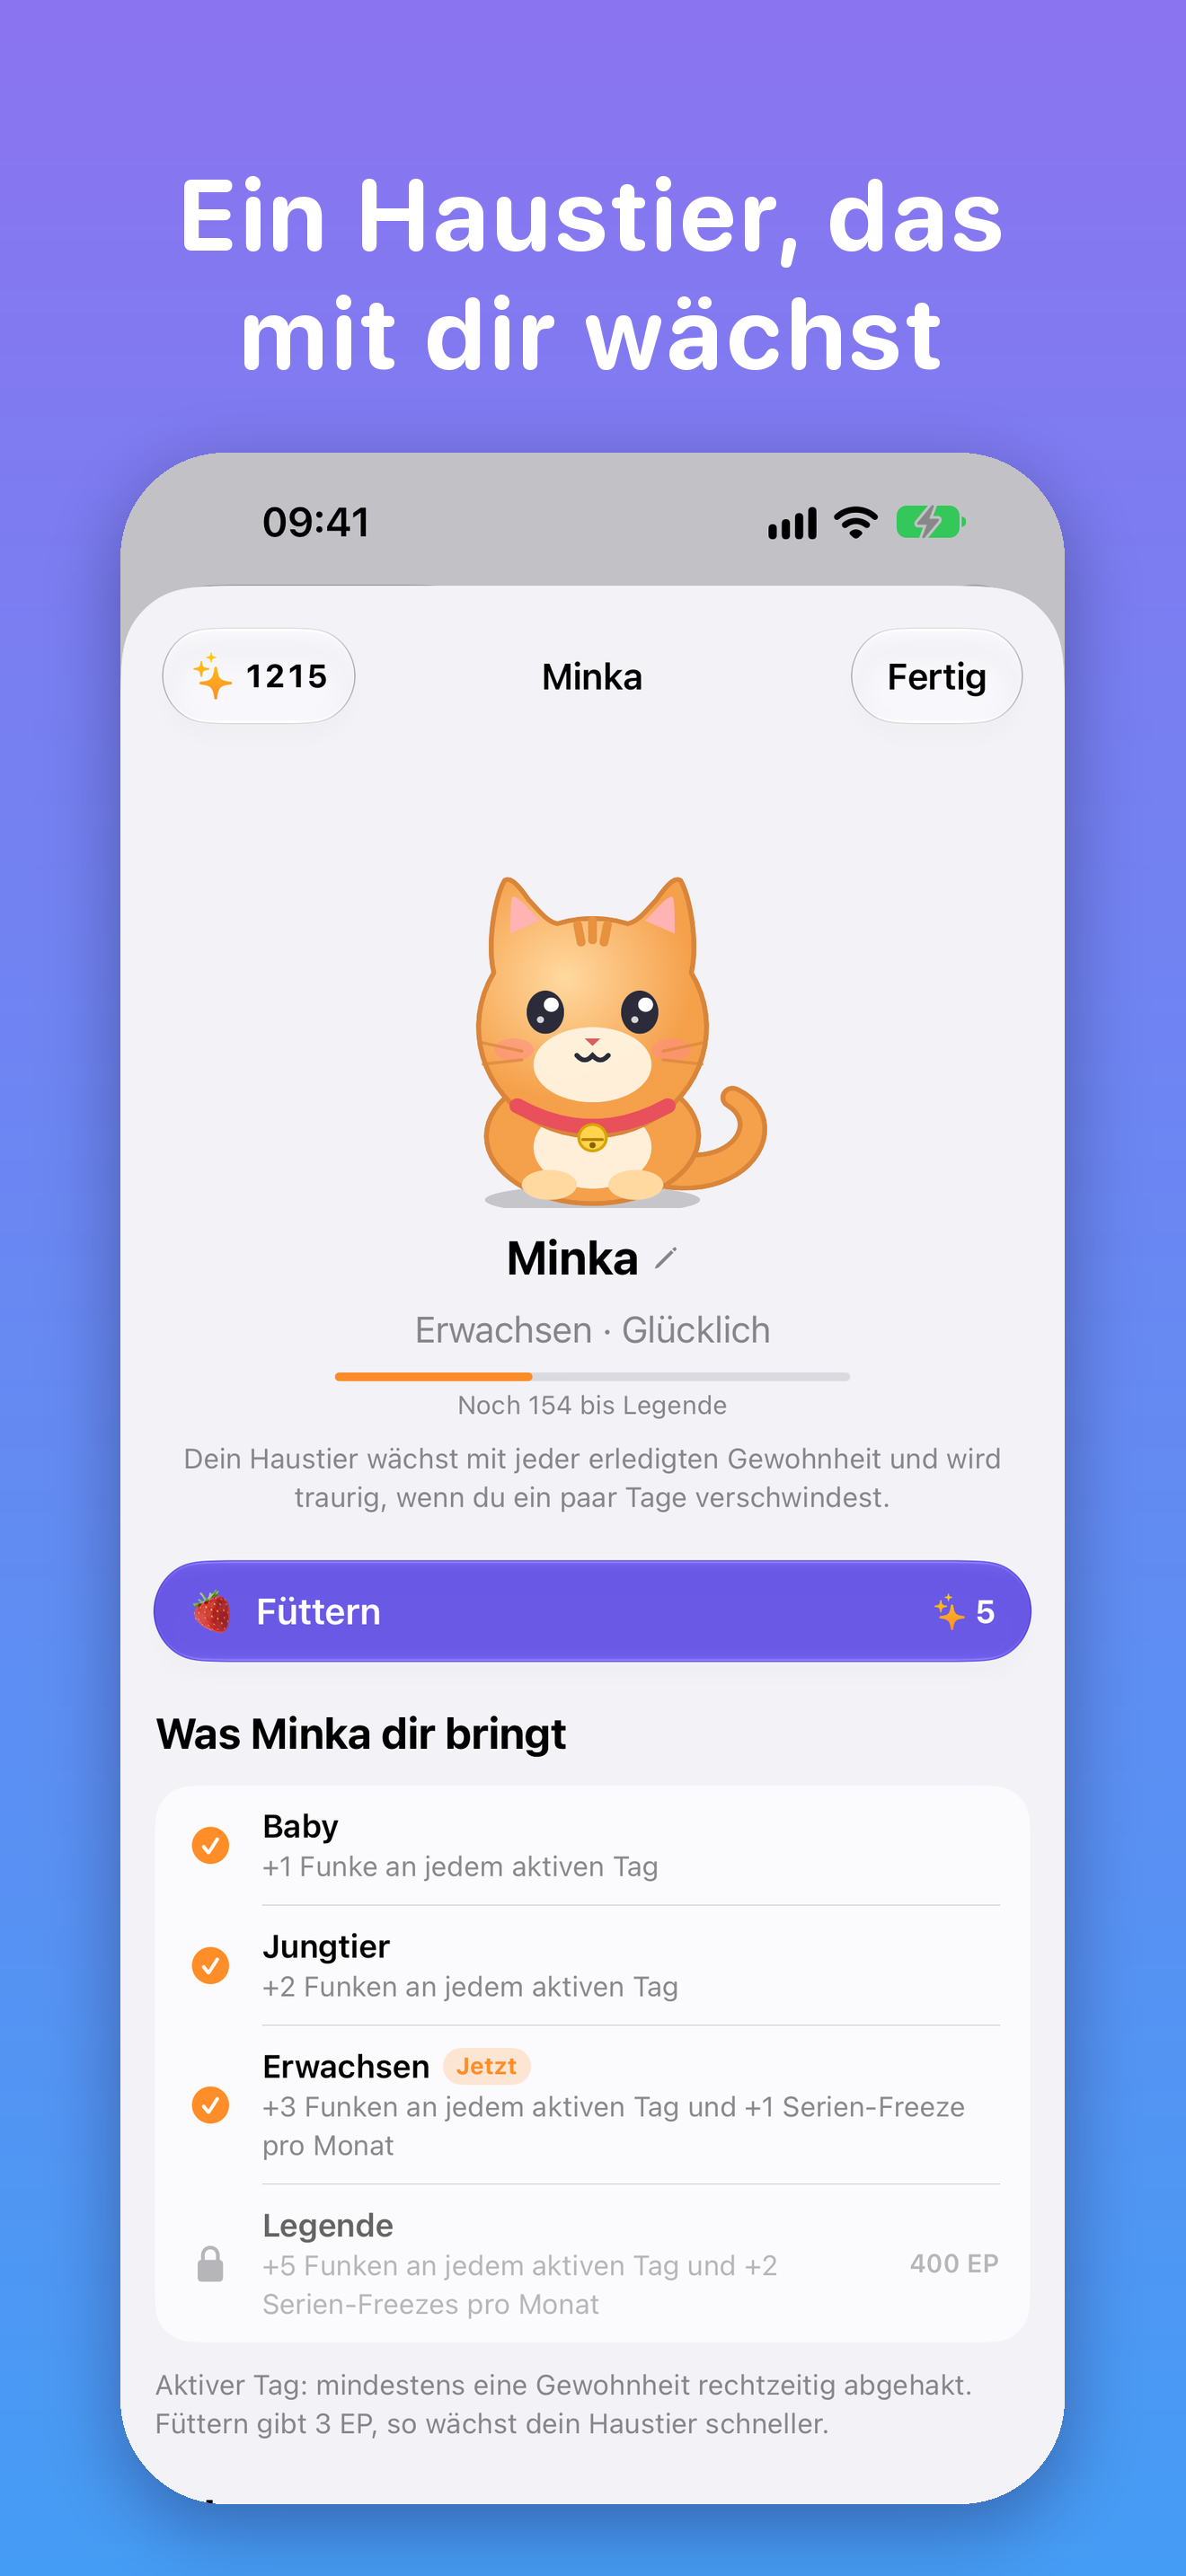 Ein Haustier, das
mit dir wächst
09:41
1215
Minka
Fertig
Minka
Erwachsen · Glücklich
Noch 154 bis Legende
Dein Haustier wächst mit jeder erledigten Gewohnheit und wird
traurig, wenn du ein paar Tage verschwindest.
Füttern
5
Was Minka dir bringt
Baby
+1 Funke an jedem aktiven Tag
Jungtier
+2 Funken an jedem aktiven Tag
Erwachsen Jetzt
+3 Funken an jedem aktiven Tag und +1 Serien-Freeze
pro Monat
Legende
+5 Funken an jedem aktiven Tag und +2
Serien-Freezes pro Monat
400 EP
Aktiver Tag: mindestens eine Gewohnheit rechtzeitig abgehakt.
Füttern gibt 3 EP, so wächst dein Haustier schneller.